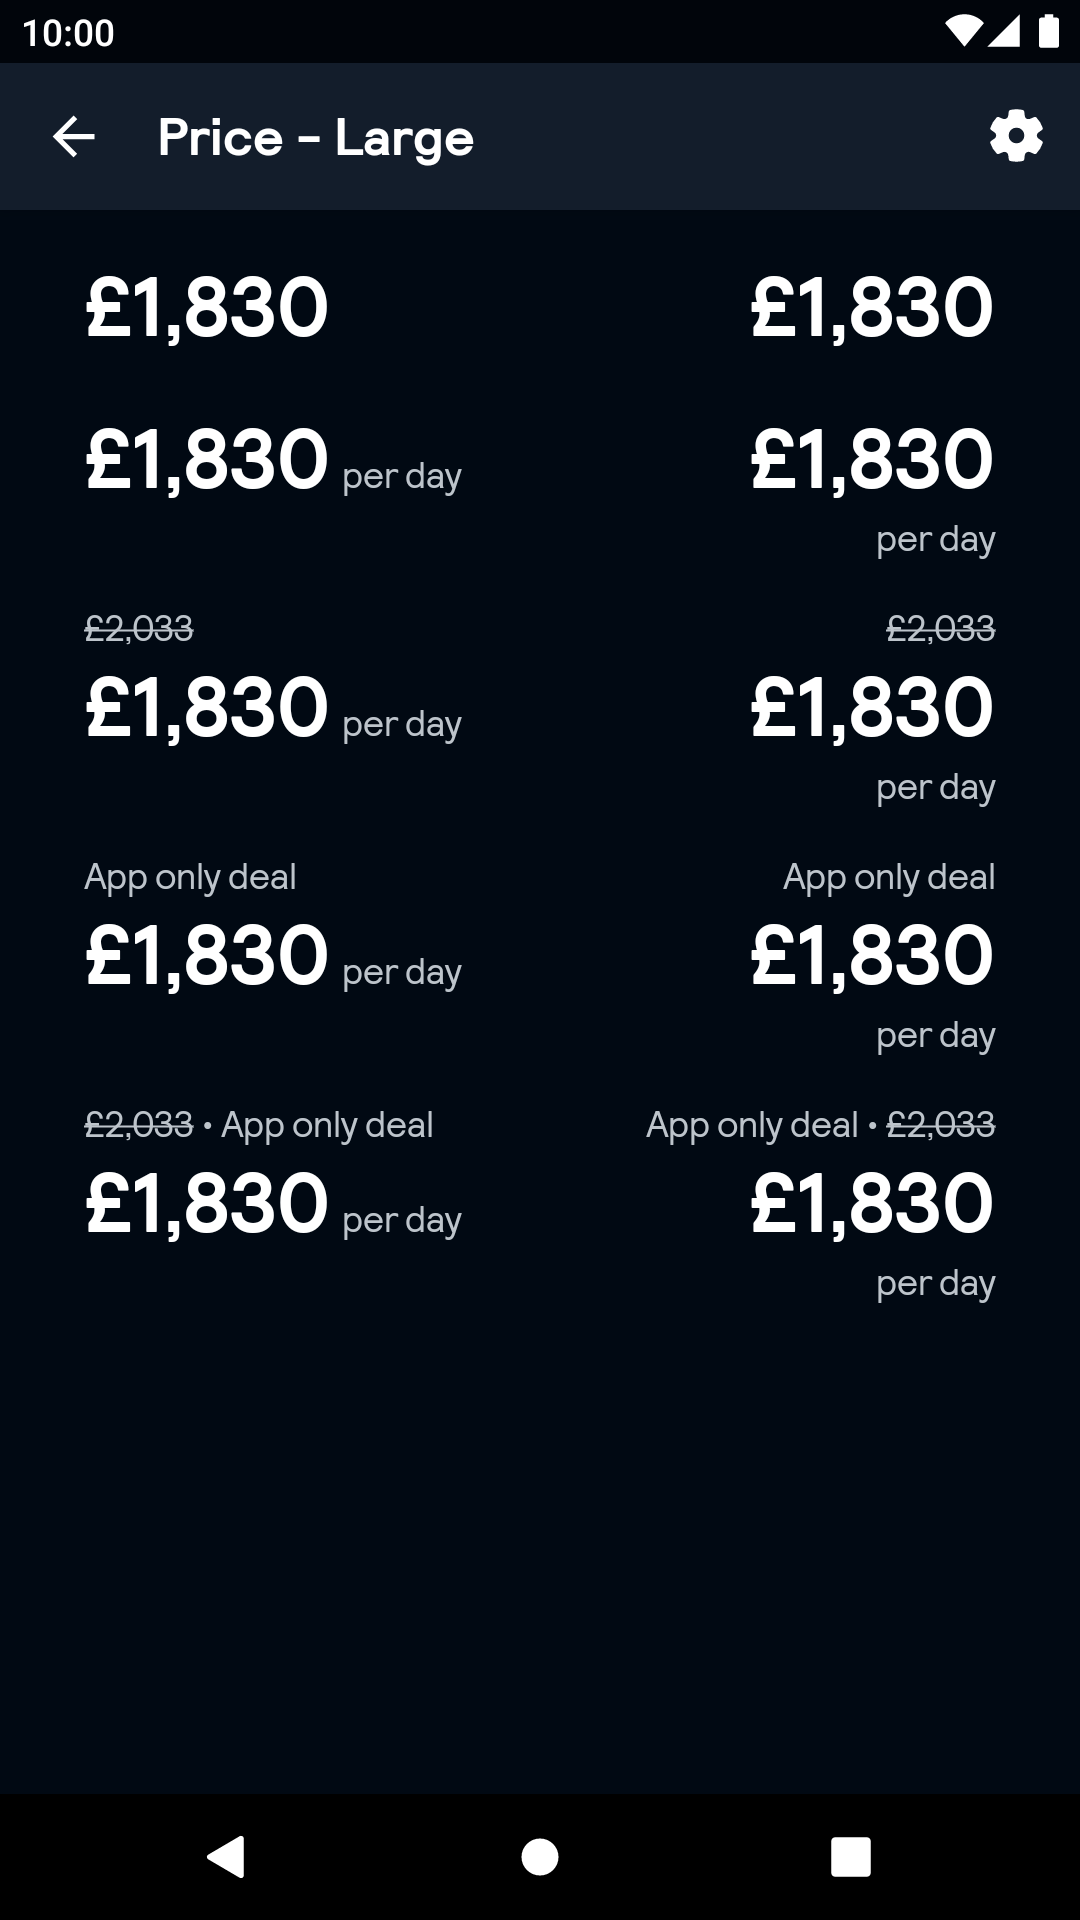 10:00
Price - Large
£1,830 £1,830
£1,830 per day £1,830
per day
£2,033 £2,033
£1,830 per day £1,830
per day
App only deal App only deal
£1,830 per day £1,830
per day
£2,033 • App only deal App only deal • £2,033
£1,830 per day £1,830
per day